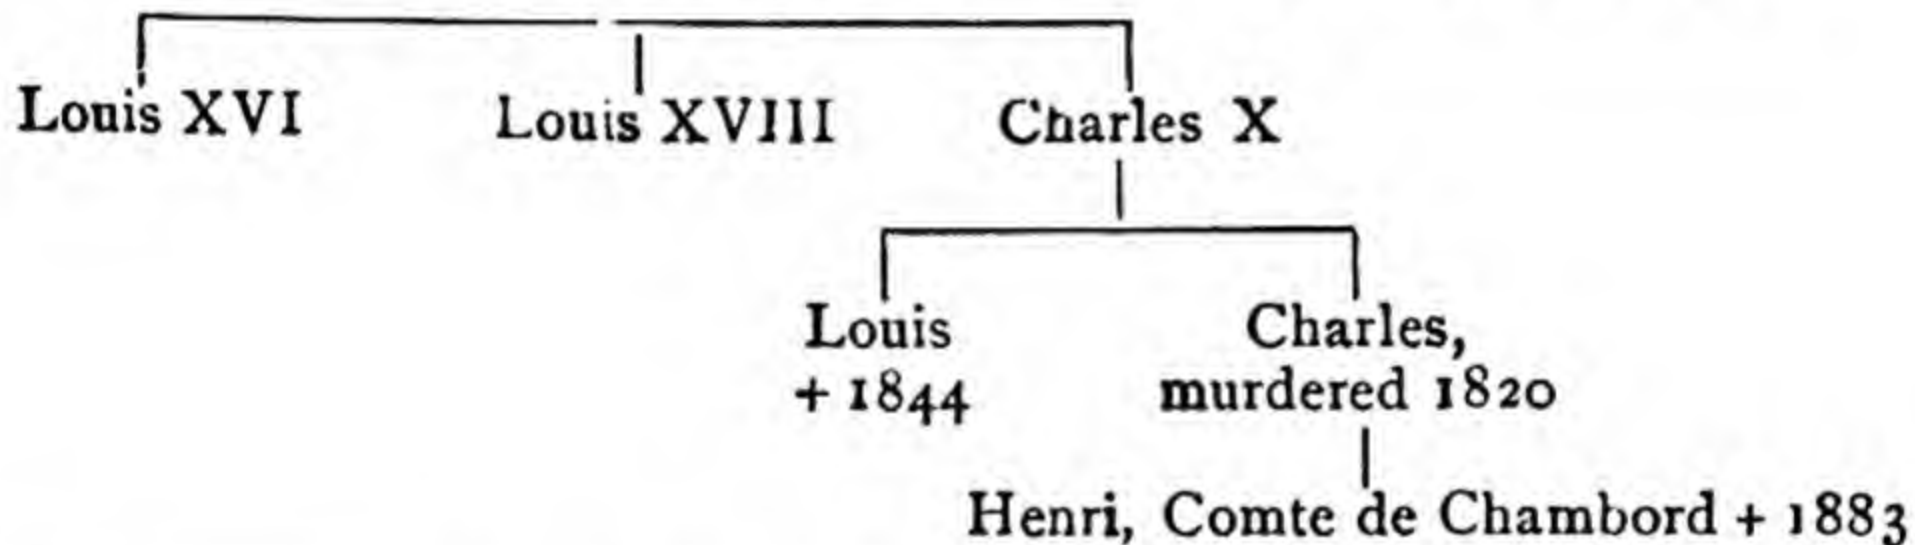 Louis XVI Louis XVIII Charles X
Louis Charles,
+ 1844 murdered 1820
Henri, Comte de Chambord + 1883